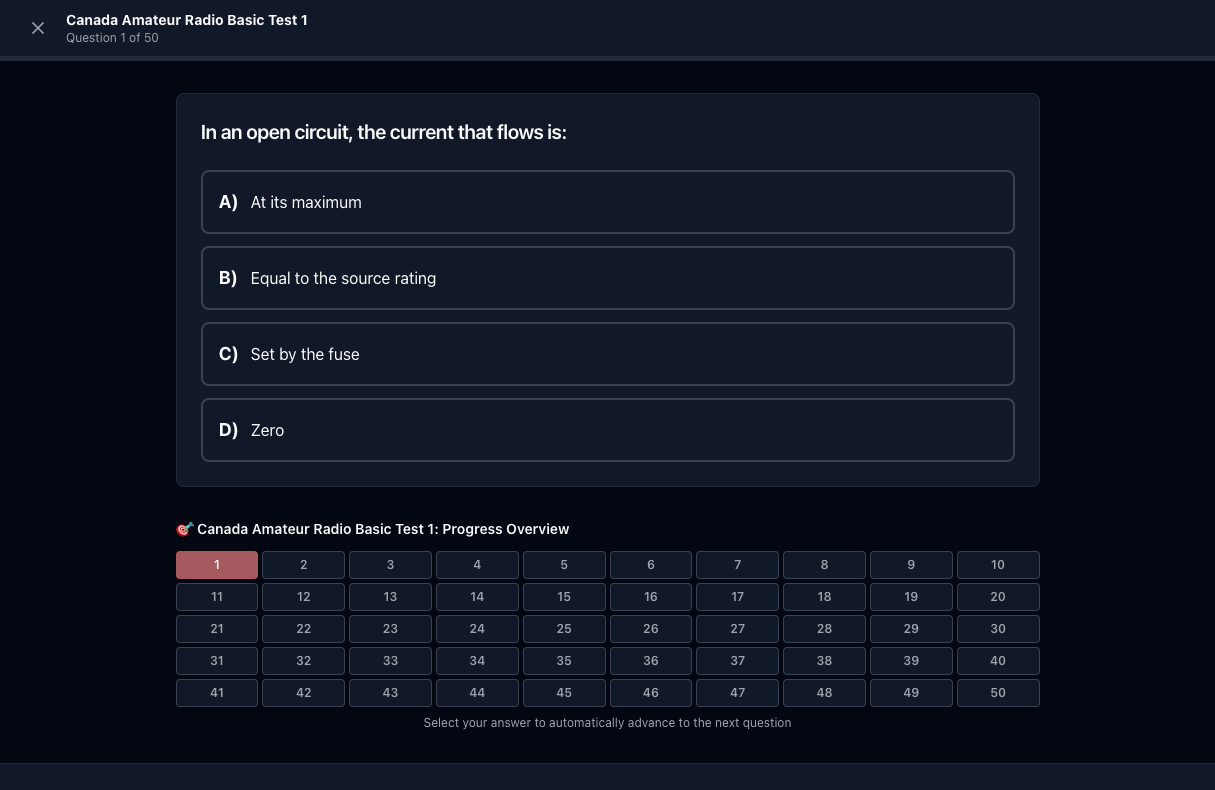 Canada Amateur Radio Basic Test 1
Question 1 of 50
In an open circuit, the current that flows is:
A) At its maximum
B) Equal to the source rating
C) Set by the fuse
D) Zero
🎯 Canada Amateur Radio Basic Test 1: Progress Overview
1 2 3 4 5 6 7 8 9 10
11 12 13 14 15 16 17 18 19 20
21 22 23 24 25 26 27 28 29 30
31 32 33 34 35 36 37 38 39 40
41 42 43 44 45 46 47 48 49 50
Select your answer to automatically advance to the next question